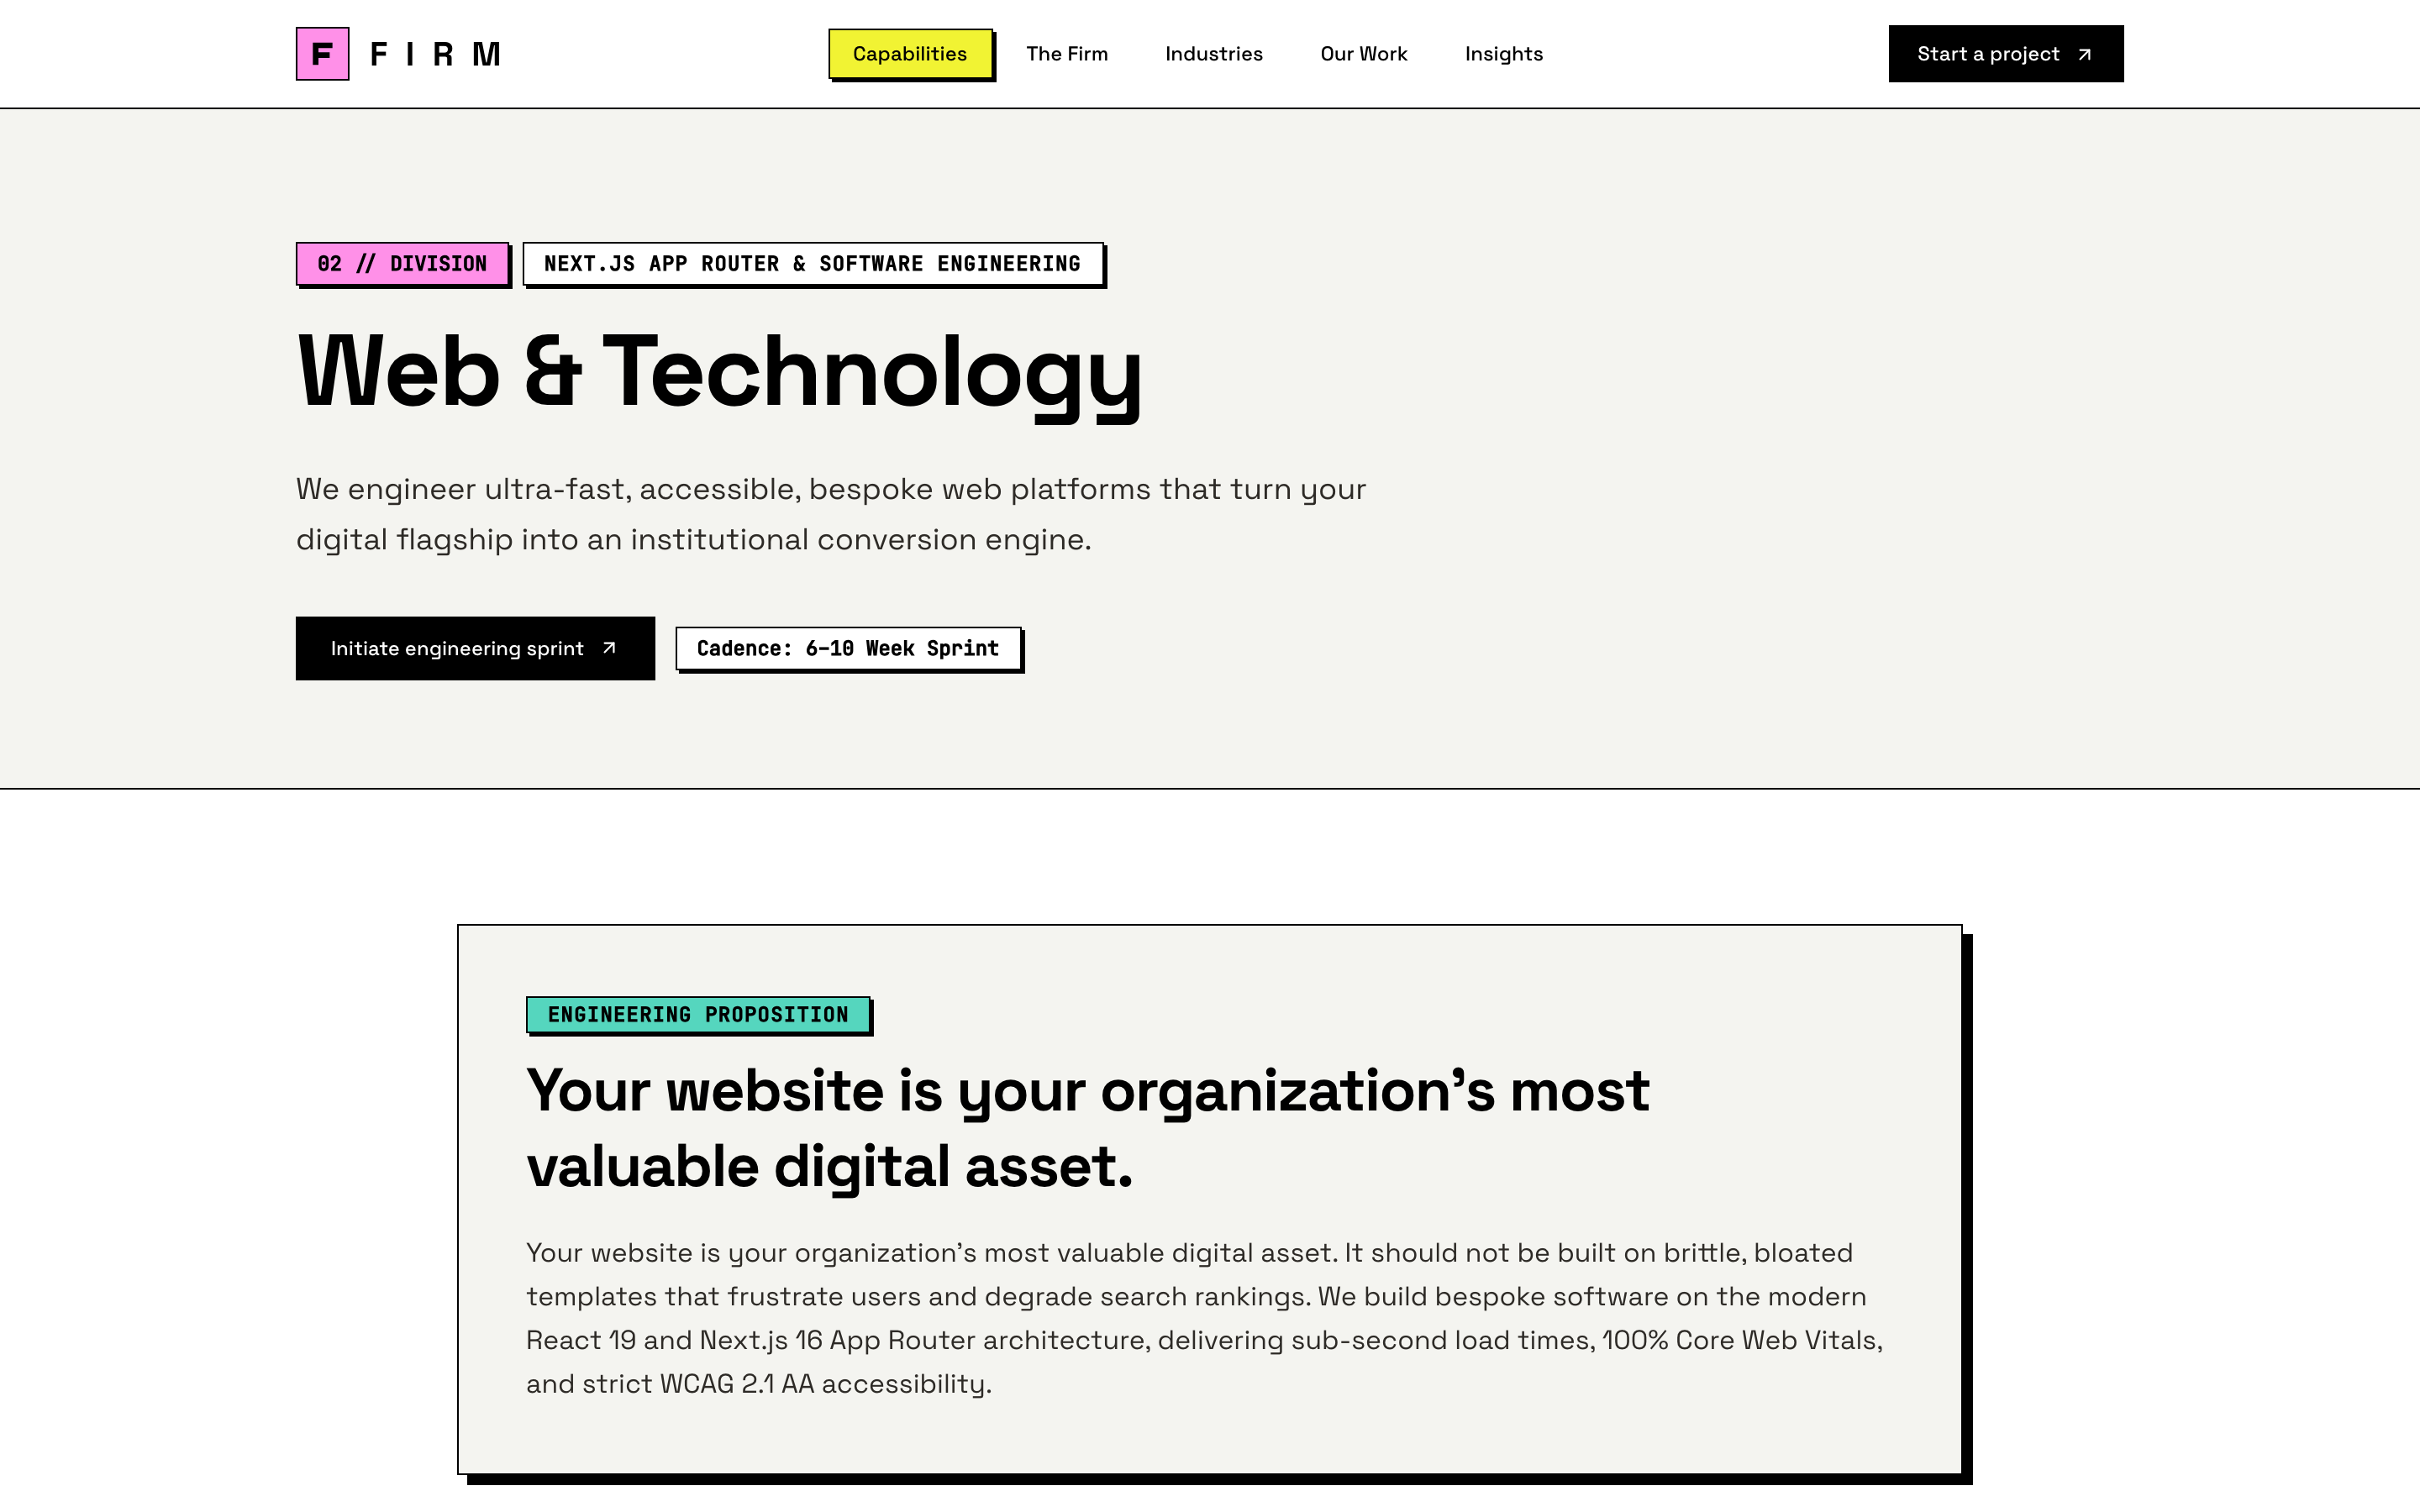 F FIRM
Capabilities The Firm Industries Our Work Insights
Start a project
02 // DIVISION
NEXT.JS APP ROUTER & SOFTWARE ENGINEERING
Web & Technology
We engineer ultra-fast, accessible, bespoke web platforms that turn your
digital flagship into an institutional conversion engine.
Initiate engineering sprint
Cadence: 6–10 Week Sprint
ENGINEERING PROPOSITION
Your website is your organization’s most
valuable digital asset.
Your website is your organization’s most valuable digital asset. It should not be built on brittle, bloated
templates that frustrate users and degrade search rankings. We build bespoke software on the modern
React 19 and Next.js 16 App Router architecture, delivering sub-second load times, 100% Core Web Vitals,
and strict WCAG 2.1 AA accessibility.